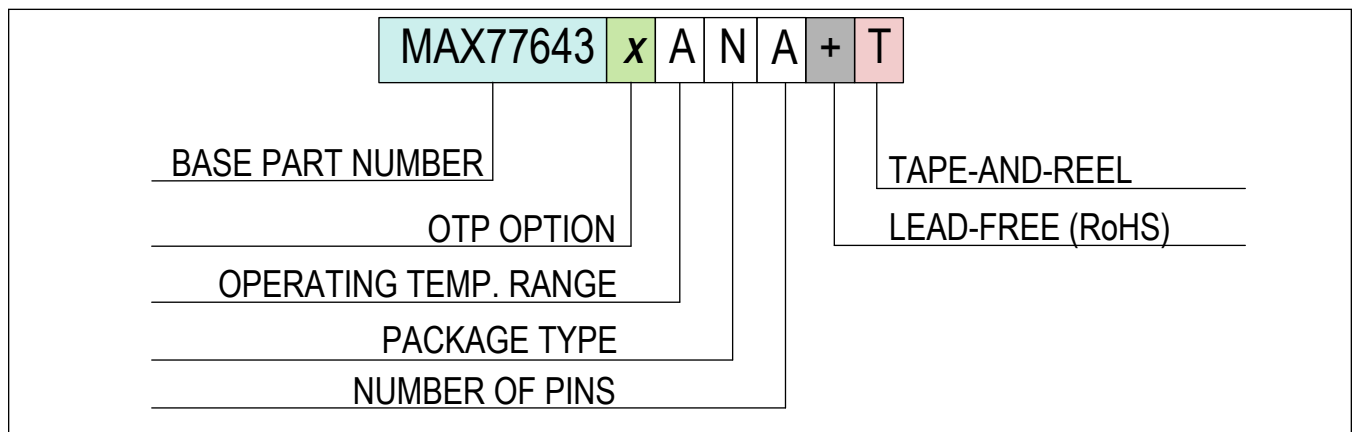 MAX77643 x A N A + T
BASE PART NUMBER
TAPE-AND-REEL
OTP OPTION
LEAD-FREE (RoHS)
OPERATING TEMP. RANGE
PACKAGE TYPE
NUMBER OF PINS